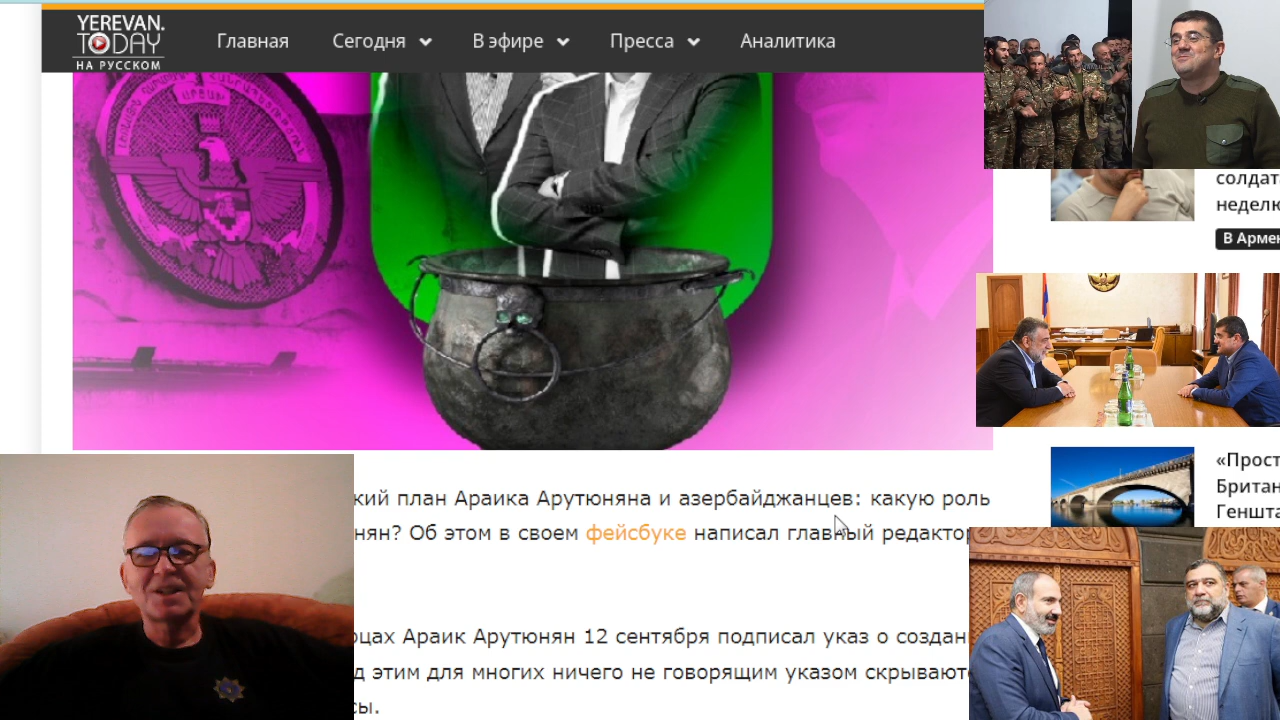 YEREVAN.
TODAY
НА РУССКОМ
Главная
Сегодня
В эфире
Пресса
Аналитика
солдат
неделю
В Армен
кий план Араика Арутюняна и азербайджанцев: какую роль
нян? Об этом в своем фейсбуке написал главный редактор
«Прост
Британ
Геншта
рцах Араик Арутюнян 12 сентября подписал указ о создан
д этим для многих ничего не говорящим указом скрывают
сы.